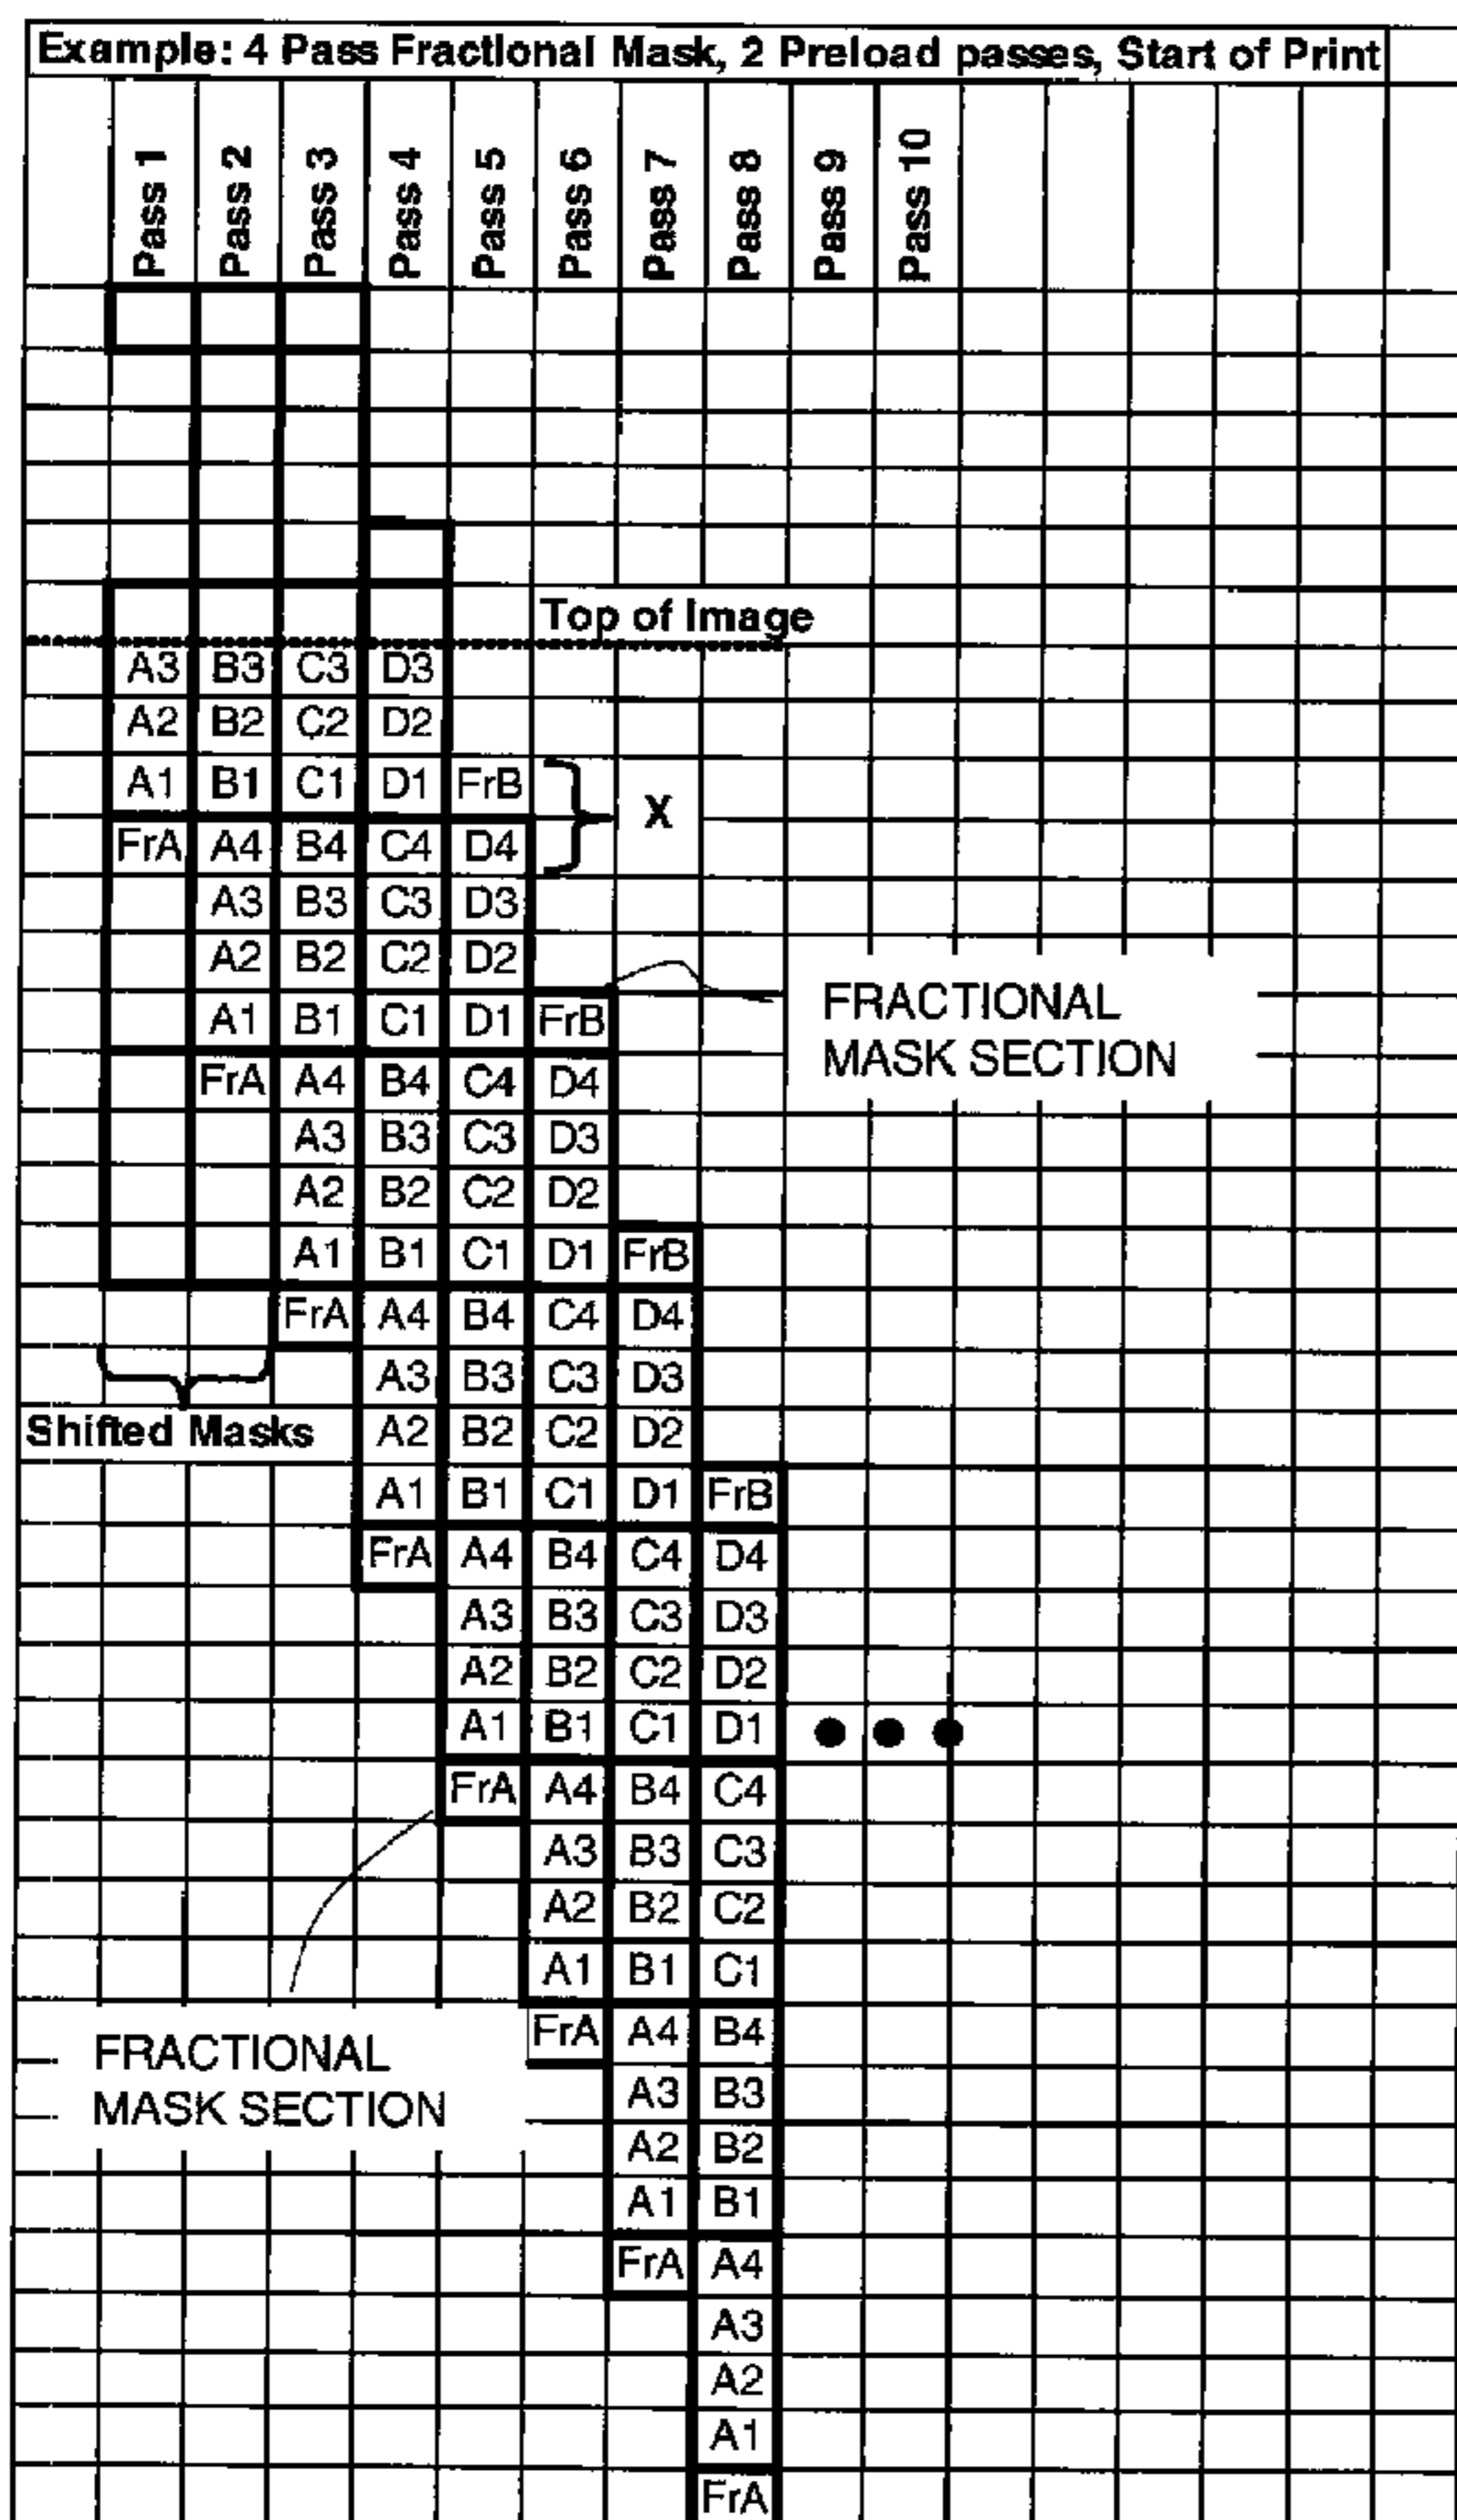 Example: 4 Pass Fractional Mask, 2 Preload passes, Start of Print
Pass 1 Pass 2 Pass 3 Pass 4 Pass 5 Pass 6 Pass 7 Pass 8 Pass 9 Pass 10
Top of Image
A3 B3 C3 D3
A2 B2 C2 D2
A1 B1 C1 D1 FrB
X
FrA A4 B4 C4 D4
A3 B3 C3 D3
A2 B2 C2 D2
FRACTIONAL
A1 B1 C1 D1 FrB
MASK SECTION
FrA A4 B4 C4 D4
A3 B3 C3 D3
A2 B2 C2 D2
A1 B1 C1 D1 FrB
FrA A4 B4 C4 D4
A3 B3 C3 D3
Shifted Masks A2 B2 C2 D2
A1 B1 C1 D1 FrB
FrA A4 B4 C4 D4
A3 B3 C3 D3
A2 B2 C2 D2
A1 B1 C1 D1
FrA A4 B4 C4
A3 B3 C3
A2 B2 C2
A1 B1 C1
FrA A4 B4
FRACTIONAL
A3 B3
MASK SECTION
A2 B2
A1 B1
FrA A4
A3
A2
A1
FrA